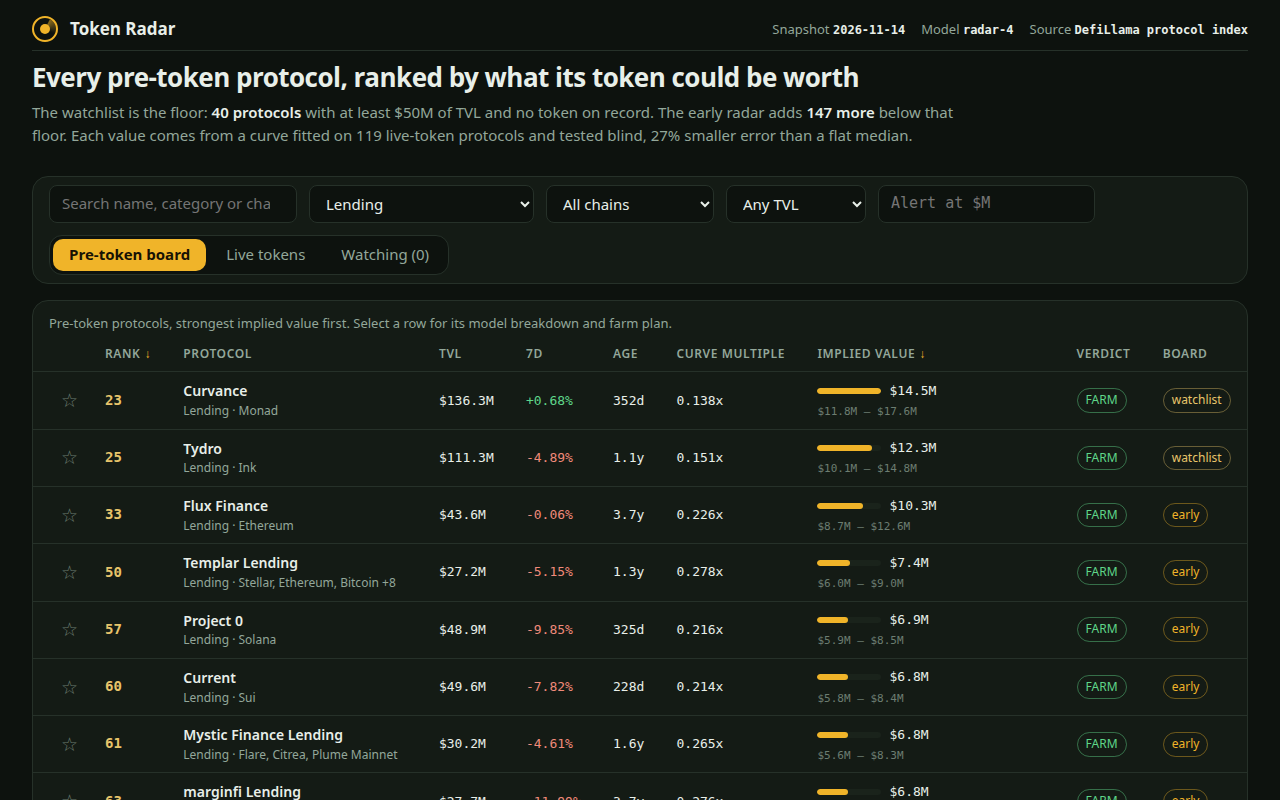 Token Radar
Snapshot 2026-11-14 Model radar-4 Source DefiLlama protocol index
Every pre-token protocol, ranked by what its token could be worth
The watchlist is the floor: 40 protocols with at least $50M of TVL and no token on record. The early radar adds 147 more below that
floor. Each value comes from a curve fitted on 119 live-token protocols and tested blind, 27% smaller error than a flat median.
Search name, category or cha
Lending
All chains
Any TVL
Alert at $M
Pre-token board
Live tokens
Watching (0)
Pre-token protocols, strongest implied value first. Select a row for its model breakdown and farm plan.
RANK ↓ PROTOCOL TVL 7D AGE CURVE MULTIPLE IMPLIED VALUE ↓ VERDICT BOARD
☆ 23 Curvance $136.3M +0.68% 352d 0.138x $14.5M FARM watchlist
Lending · Monad $11.8M — $17.6M
☆ 25 Tydro $111.3M -4.89% 1.1y 0.151x $12.3M FARM watchlist
Lending · Ink $10.1M — $14.8M
☆ 33 Flux Finance $43.6M -0.06% 3.7y 0.226x $10.3M FARM early
Lending · Ethereum $8.7M — $12.6M
☆ 50 Templar Lending $27.2M -5.15% 1.3y 0.278x $7.4M FARM early
Lending · Stellar, Ethereum, Bitcoin +8 $6.0M — $9.0M
☆ 57 Project 0 $48.9M -9.85% 325d 0.216x $6.9M FARM early
Lending · Solana $5.9M — $8.5M
☆ 60 Current $49.6M -7.82% 228d 0.214x $6.8M FARM early
Lending · Sui $5.8M — $8.4M
☆ 61 Mystic Finance Lending $30.2M -4.61% 1.6y 0.265x $6.8M FARM early
Lending · Flare, Citrea, Plume Mainnet $5.6M — $8.3M
marginfi Lending $6.8M